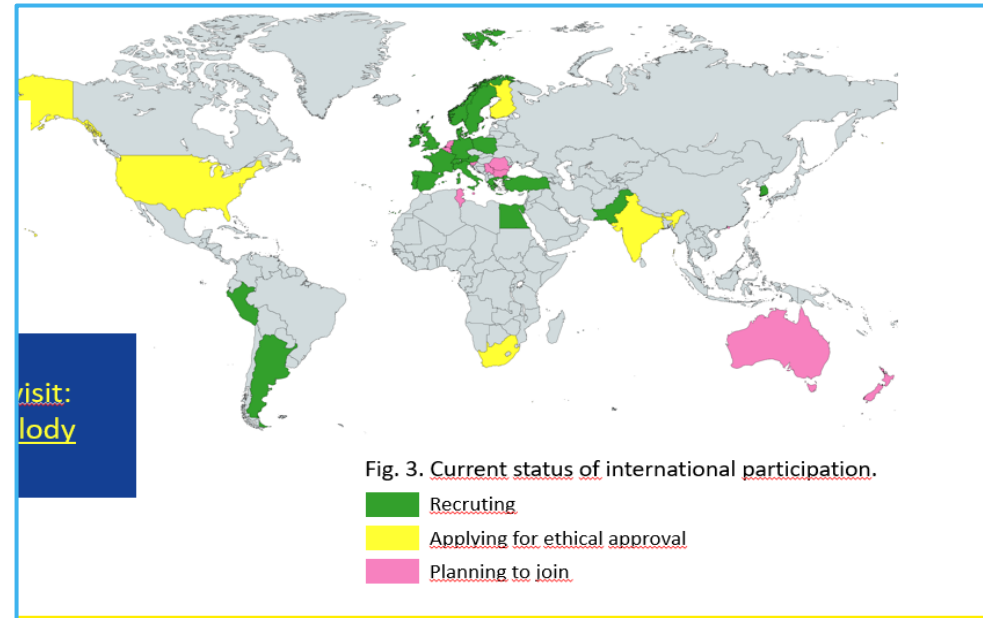 visit:
lody
Fig. 3. Current status of international participation.
Recruting
Applying for ethical approval
Planning to join